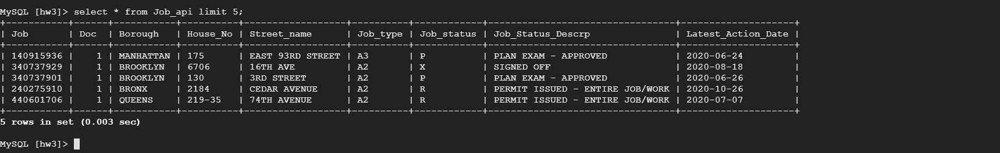 MySQL [hw3]> select * from Job_api limit 5;
+-----------+------+-----------+----------+------------------+----------+------------+---------------------------------+--------------------+
| Job       | Doc  | Borough   | House_No | Street_name      | Job_type | Job_status | Job_Status_Descrp               | Latest_Action_Date |
+-----------+------+-----------+----------+------------------+----------+------------+---------------------------------+--------------------+
| 140915936 |    1 | MANHATTAN | 175      | EAST 93RD STREET | A3       | P          | PLAN EXAM - APPROVED            | 2020-06-24         |
| 340737929 |    1 | BROOKLYN  | 6706     | 16TH AVE         | A2       | X          | SIGNED OFF                      | 2020-08-18         |
| 340737901 |    1 | BROOKLYN  | 130      | 3RD STREET       | A2       | P          | PLAN EXAM - APPROVED            | 2020-06-26         |
| 240275910 |    1 | BRONX     | 2184     | CEDAR AVENUE     | A2       | R          | PERMIT ISSUED - ENTIRE JOB/WORK | 2020-10-26         |
| 440601706 |    1 | QUEENS    | 219-35   | 74TH AVENUE      | A2       | R          | PERMIT ISSUED - ENTIRE JOB/WORK | 2020-07-07         |
+-----------+------+-----------+----------+------------------+----------+------------+---------------------------------+--------------------+
5 rows in set (0.003 sec)
MySQL [hw3]>